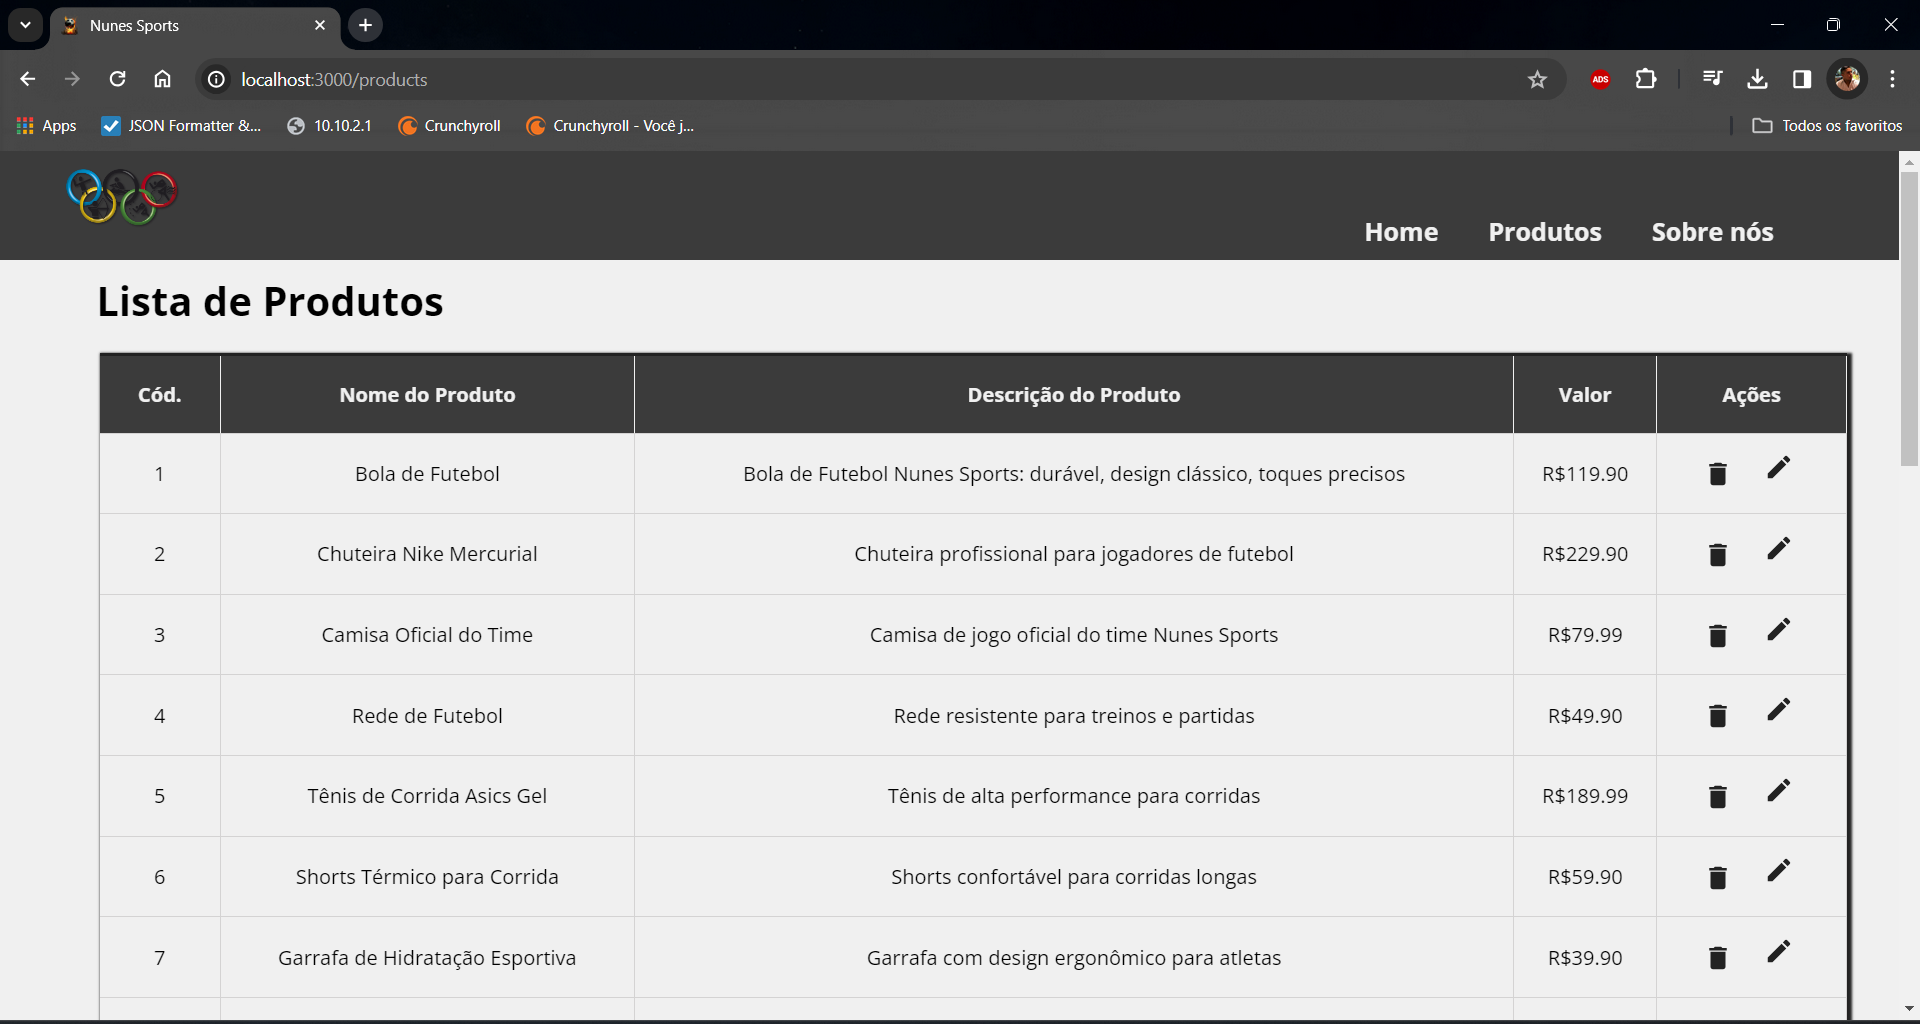 Nunes Sports
localhost:3000/products
ADS
Apps
JSON Formatter &...
10.10.2.1
Crunchyroll
Crunchyroll - Você j...
Todos os favoritos
Home Produtos Sobre nós
Lista de Produtos
Cód. Nome do Produto Descrição do Produto Valor Ações
1 Bola de Futebol Bola de Futebol Nunes Sports: durável, design clássico, toques precisos R$119.90
2 Chuteira Nike Mercurial Chuteira profissional para jogadores de futebol R$229.90
3 Camisa Oficial do Time Camisa de jogo oficial do time Nunes Sports R$79.99
4 Rede de Futebol Rede resistente para treinos e partidas R$49.90
5 Tênis de Corrida Asics Gel Tênis de alta performance para corridas R$189.99
6 Shorts Térmico para Corrida Shorts confortável para corridas longas R$59.90
7 Garrafa de Hidratação Esportiva Garrafa com design ergonômico para atletas R$39.90